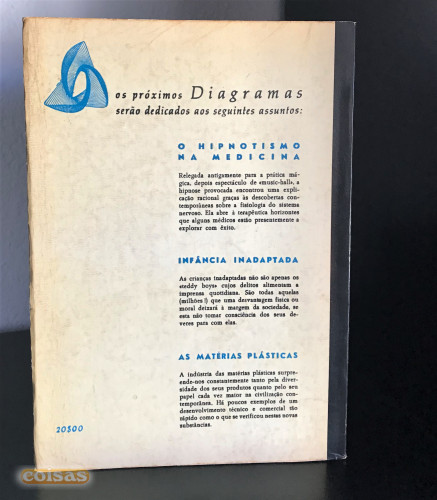 os próximos Diagramas
serão dedicados aos seguintes assuntos:
O HIPNOTISMO
NA MEDICINA
Relegada antigamente para a prática má-
gica, depois espectáculo de «music-hall», a
hipnose provocada encontrou uma expli-
cação racional graças às descobertas con-
temporâneas sobre a fisiologia do sistema
nervoso. Ela abre à terapêutica horizontes
que alguns médicos estão presentemente a
explorar com êxito.
INFÂNCIA INADAPTADA
As crianças inadaptadas não são apenas os
«teddy boys» cujos delitos alimentam a
imprensa quotidiana. São todas aquelas
(milhões!) que uma desvantagem física ou
moral deixará à margem da sociedade, se
esta não tomar consciência dos seus de-
veres para com elas.
AS MATÉRIAS PLÁSTICAS
A indústria das matérias plásticas surpre-
ende-nos constantemente tanto pela diver-
sidade dos seus produtos quanto pelo seu
papel cada vez maior na civilização con-
temporânea. Há poucos exemplos de um
desenvolvimento técnico e comercial tão
rápido como o que se verificou nestas novas
substâncias.
20$00
coisas